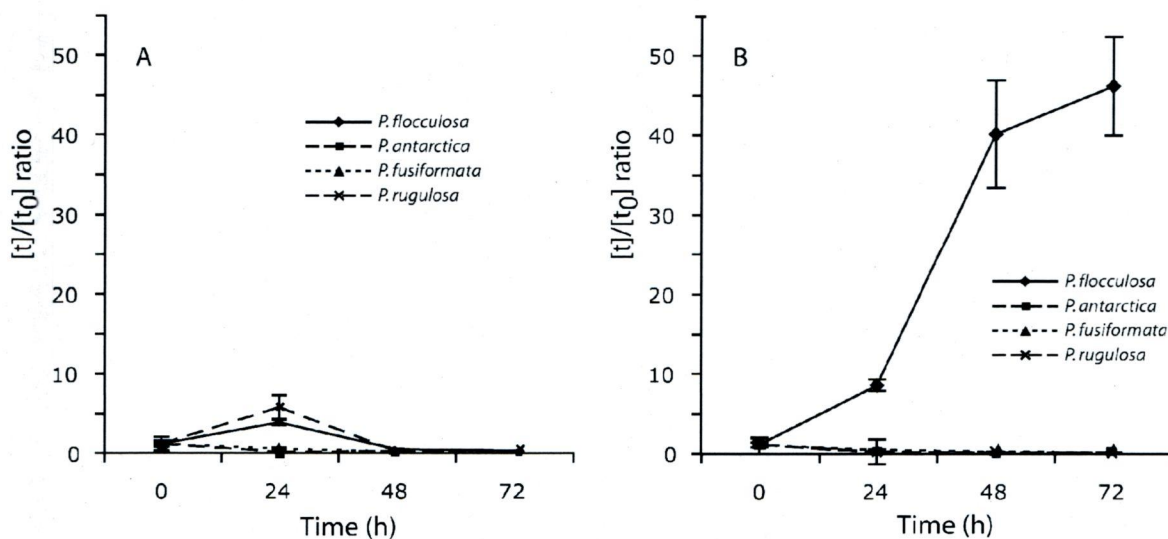 A
50
40
30
20
10
0
[t]/[t0] ratio
P. flocculosa
P. antarctica
P. fusiformata
P. rugulosa
0 24 48 72
Time (h)
B
50
40
30
20
10
0
[t]/[t0] ratio
P. flocculosa
P. antarctica
P. fusiformata
P. rugulosa
0 24 48 72
Time (h)